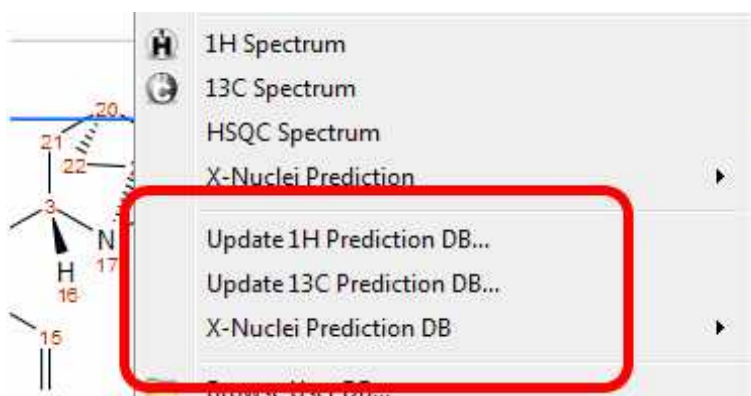 1H Spectrum
13C Spectrum
HSQC Spectrum
X-Nuclei Prediction
Update 1H Prediction DB...
Update 13C Prediction DB...
X-Nuclei Prediction DB
20
21
22
3
N
17
H
16
15